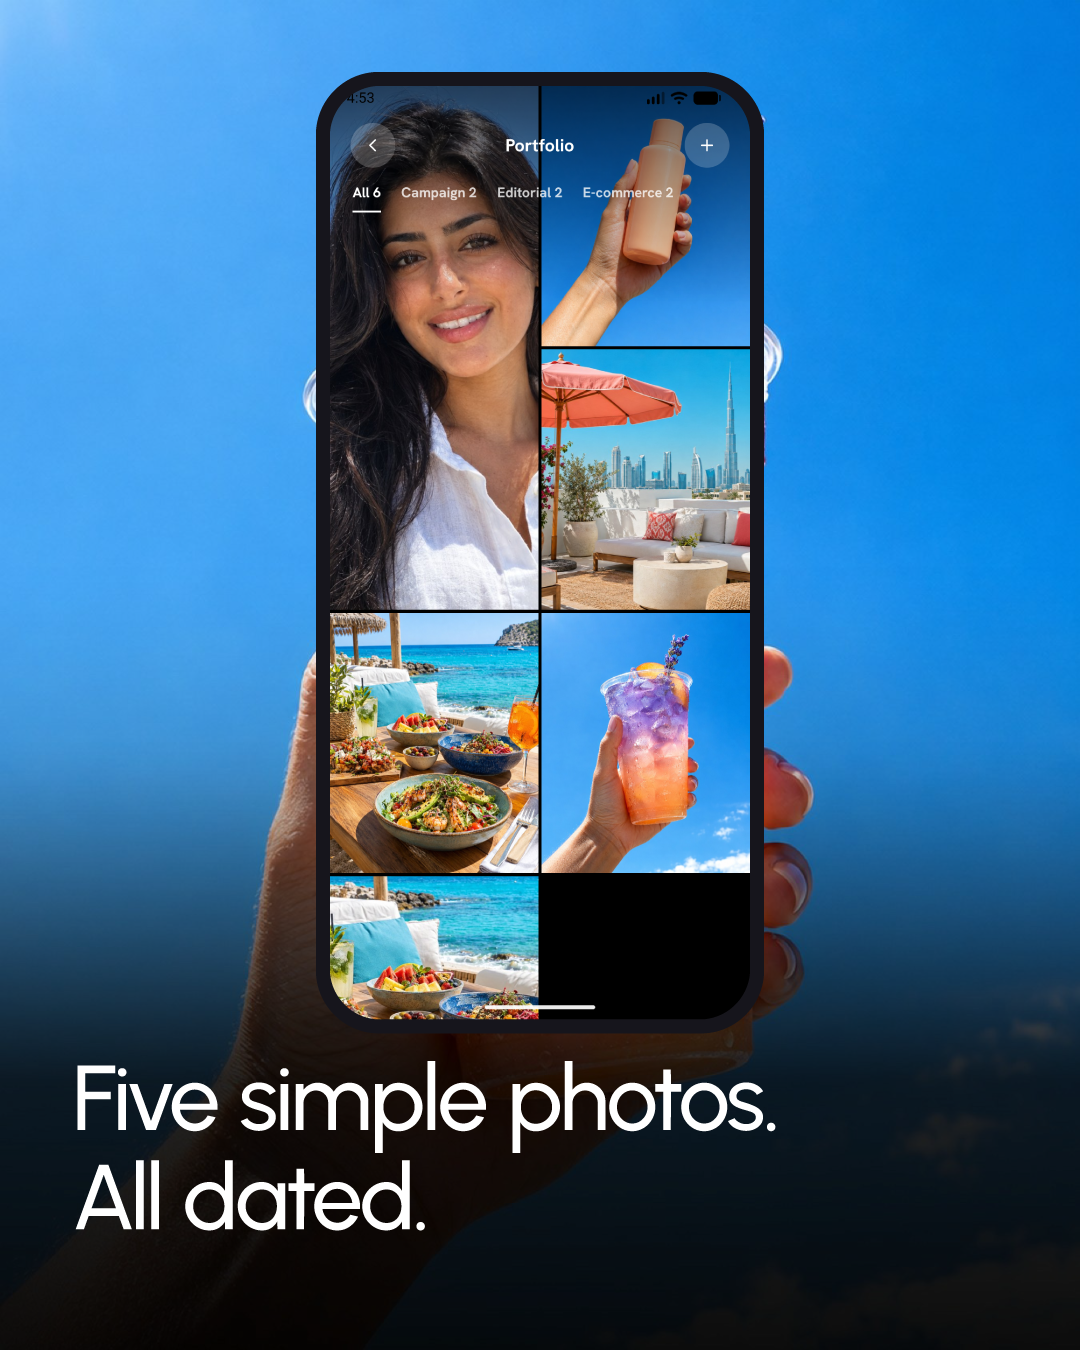 4:53
Portfolio
All 6 Campaign 2 Editorial 2 E-commerce 2
Five simple photos.
All dated.